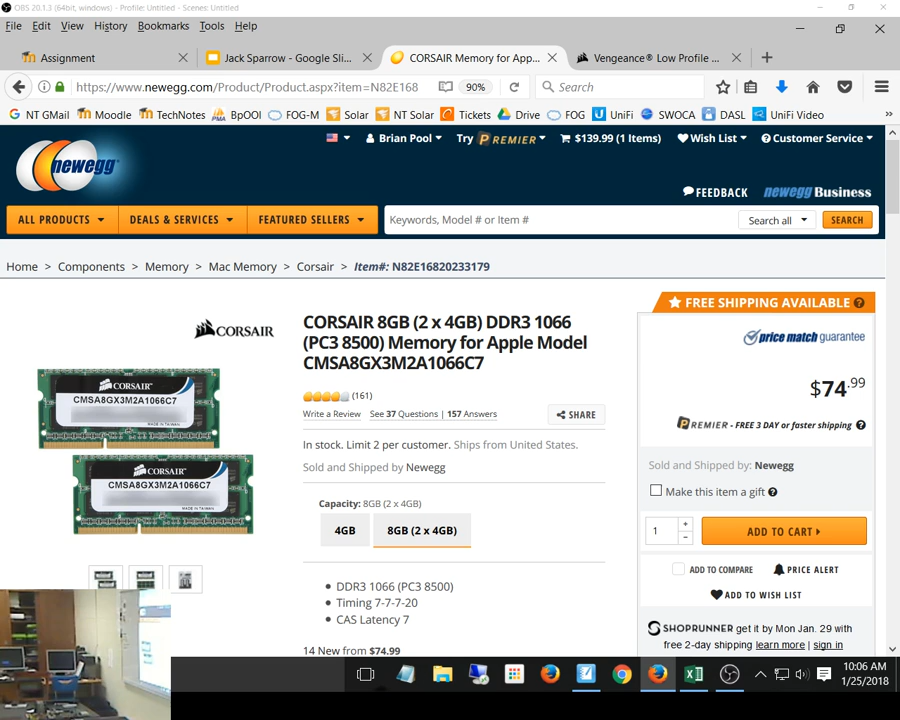 OBS 20.1.3 (64bit, windows) - Profile: Untitled - Scenes: Untitled
File Edit View History Bookmarks Tools Help
Assignment
Jack Sparrow - Google Sli...
CORSAIR Memory for App...
Vengeance® Low Profile ...
https://www.newegg.com/Product/Product.aspx?item=N82E168
90%
Search
NT GMail Moodle TechNotes BpOOl FOG-M Solar NT Solar Tickets Drive FOG UniFi SWOCA DASL UniFi Video
Brian Pool Try PREMIER $139.99 (1 Items) Wish List Customer Service
newegg
FEEDBACK newegg Business
ALL PRODUCTS DEALS & SERVICES FEATURED SELLERS Keywords, Model # or Item # Search all SEARCH
Home > Components > Memory > Mac Memory > Corsair > Item#: N82E16820233179
FREE SHIPPING AVAILABLE ?
CORSAIR
CORSAIR 8GB (2 x 4GB) DDR3 1066
(PC3 8500) Memory for Apple Model
CMSA8GX3M2A1066C7
price match guarantee
$74.99
CORSAIR
CMSA8GX3M2A1066C7
MADE IN TAIWAN
CORSAIR
CMSA8GX3M2A1066C7
MADE IN TAIWAN
(161)
Write a Review See 37 Questions | 157 Answers SHARE
PREMIER - FREE 3 DAY or faster shipping ?
In stock. Limit 2 per customer. Ships from United States.
Sold and Shipped by Newegg
Sold and Shipped by: Newegg
Make this item a gift ?
Capacity: 8GB (2 x 4GB)
4GB 8GB (2 x 4GB)
1 + - ADD TO CART
ADD TO COMPARE PRICE ALERT
ADD TO WISH LIST
• DDR3 1066 (PC3 8500)
• Timing 7-7-7-20
• CAS Latency 7
SHOPRUNNER get it by Mon Jan. 29 with
free 2-day shipping learn more | sign in
14 New from $74.99
10:06 AM
1/25/2018